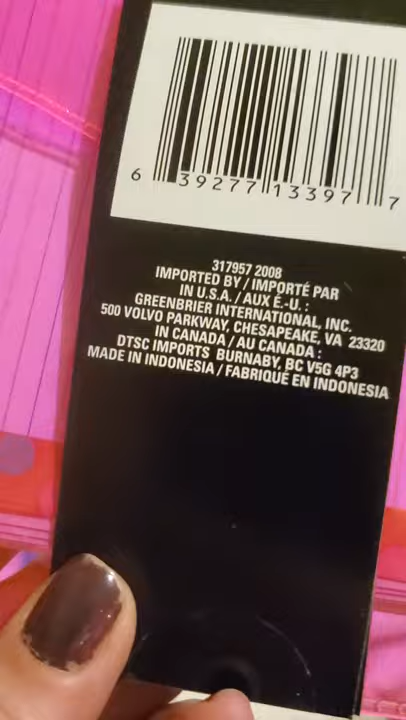 6 39277 13397 7
317957 2008
IMPORTED BY / IMPORTÉ PAR
IN U.S.A. / AUX É.-U. :
GREENBRIER INTERNATIONAL, INC.
500 VOLVO PARKWAY, CHESAPEAKE, VA 23320
IN CANADA / AU CANADA :
DTSC IMPORTS BURNABY, BC V5G 4P3
MADE IN INDONESIA / FABRIQUÉ EN INDONESIA